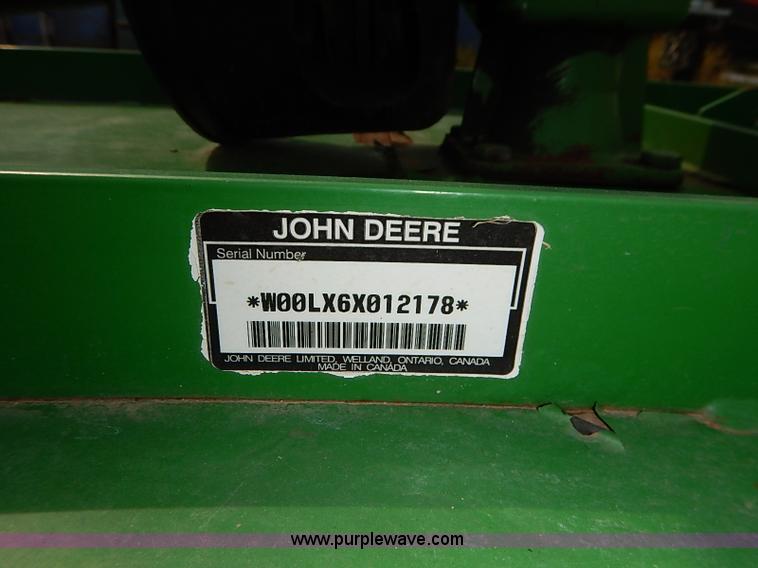 JOHN DEERE
Serial Number
*W00LX6X012178*
JOHN DEERE LIMITED, WELLAND, ONTARIO, CANADA
MADE IN CANADA
www.purplewave.com